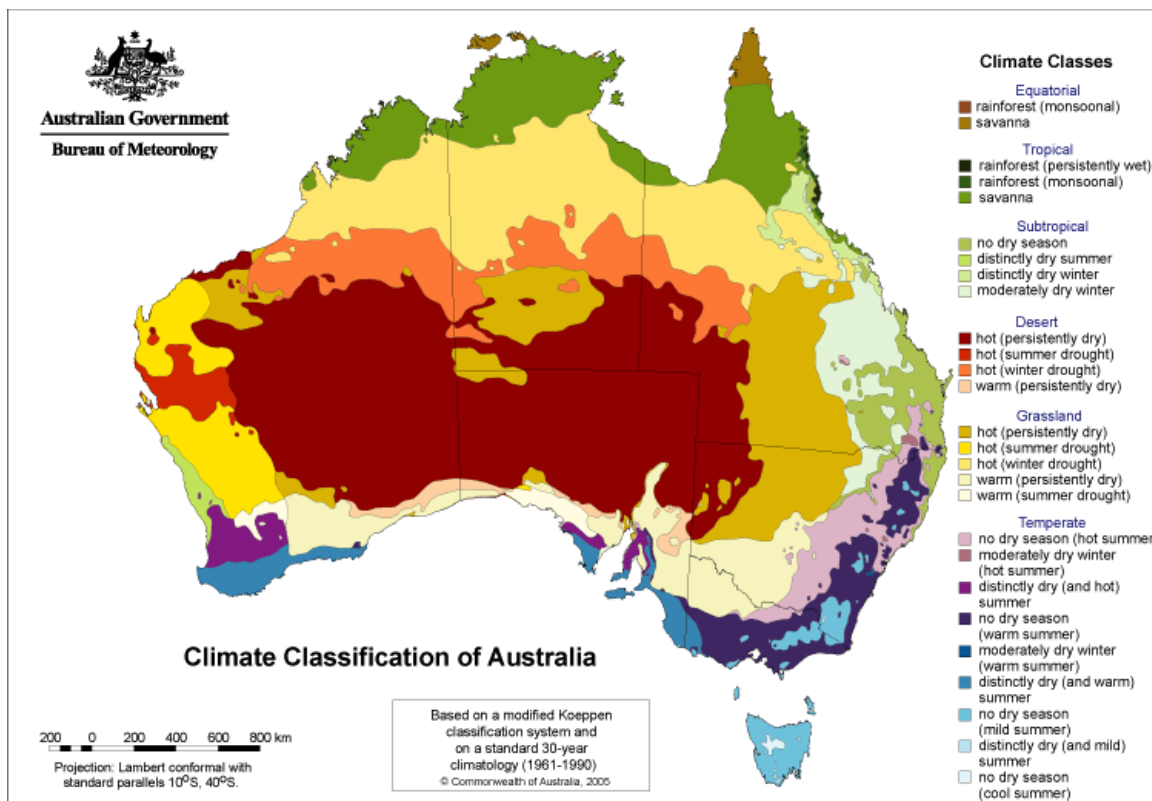 Australian Government
Bureau of Meteorology
Climate Classes
Equatorial
rainforest (monsoonal)
savanna
Tropical
rainforest (persistently wet)
rainforest (monsoonal)
savanna
Subtropical
no dry season
distinctly dry summer
distinctly dry winter
moderately dry winter
Desert
hot (persistently dry)
hot (summer drought)
hot (winter drought)
warm (persistently dry)
Grassland
hot (persistently dry)
hot (summer drought)
hot (winter drought)
warm (persistently dry)
warm (summer drought)
Temperate
no dry season (hot summer
moderately dry winter
(hot summer)
distinctly dry (and hot)
summer
no dry season
(warm summer)
moderately dry winter
(warm summer)
distinctly dry (and warm)
summer
no dry season
(mild summer)
distinctly dry (and mild)
summer
no dry season
(cool summer)
Climate Classification of Australia
Based on a modified Koeppen
classification system and
on a standard 30-year
climatology (1961-1990)
© Commonwealth of Australia, 2005
200 0 200 400 600 800 km
Projection: Lambert conformal with
standard parallels 10°S, 40°S.